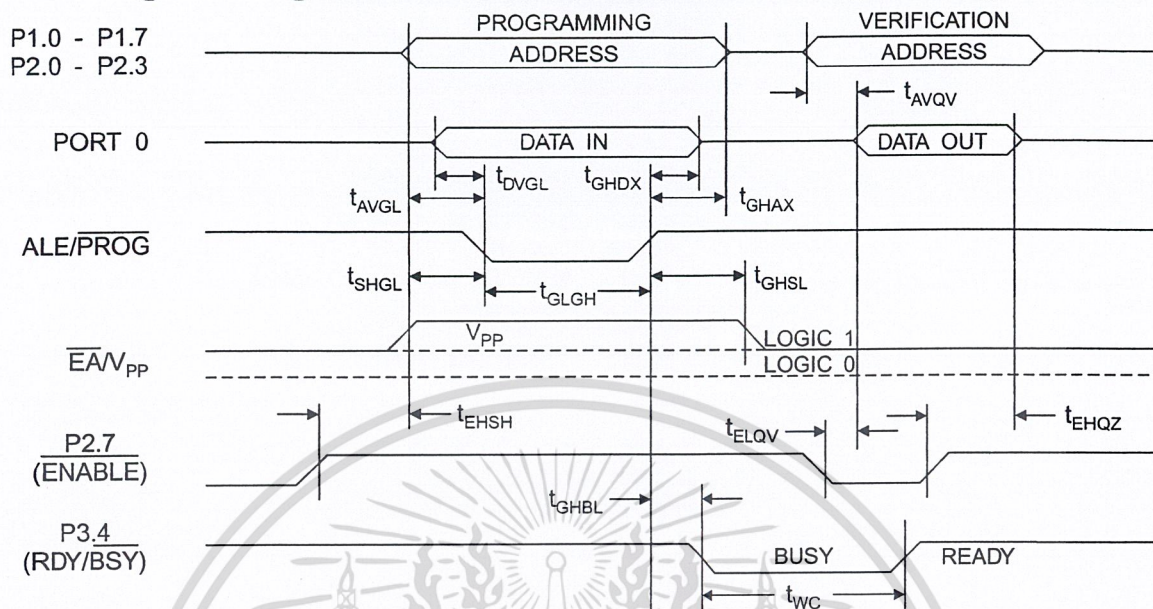 PROGRAMMING
VERIFICATION
P1.0 - P1.7
P2.0 - P2.3
ADDRESS
ADDRESS
tAVQV
PORT 0
DATA IN
DATA OUT
tDVGL
tGHDX
tAVGL
tGHAX
ALE/PROG
tSHGL
tGLGH
tGHSL
VPP
LOGIC 1
EA/VPP
LOGIC 0
tEHSH
tELQV
tEHQZ
P2.7
(ENABLE)
tGHBL
P3.4
(RDY/BSY)
BUSY
READY
tWC